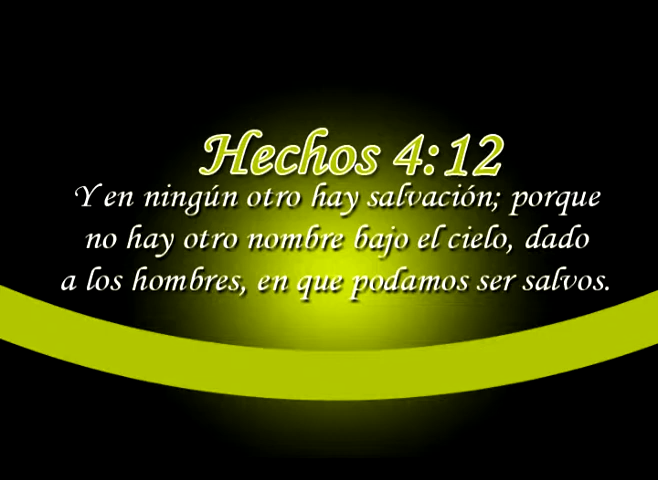 Hechos 4:12
Y en ningún otro hay salvación; porque
no hay otro nombre bajo el cielo, dado
a los hombres, en que podamos ser salvos.